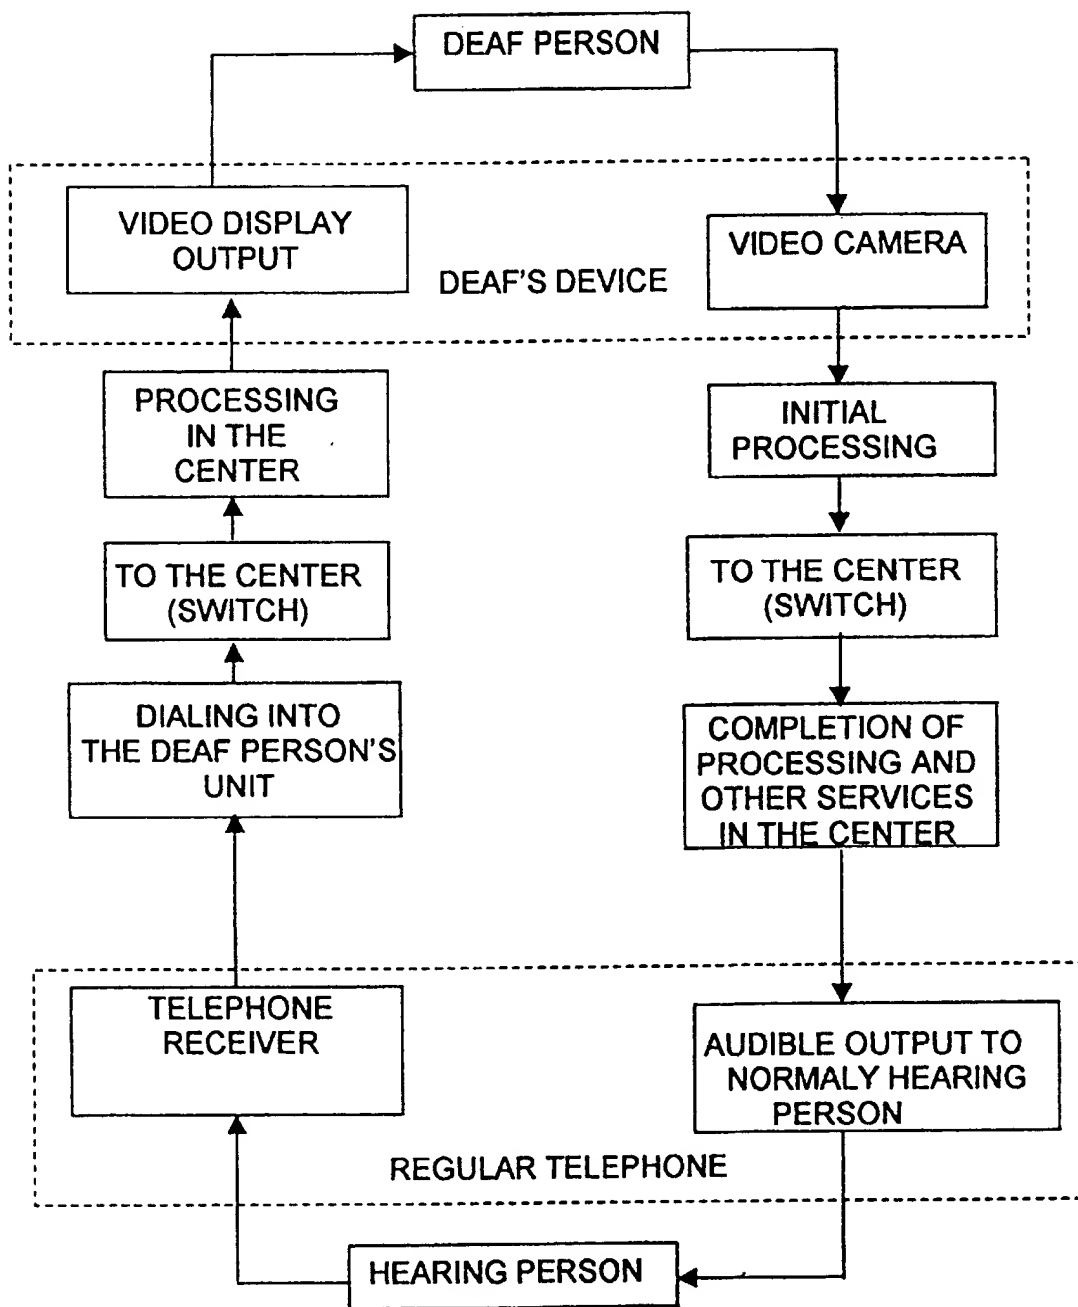 DEAF PERSON
VIDEO DISPLAY
OUTPUT
VIDEO CAMERA
DEAF'S DEVICE
PROCESSING
IN THE
CENTER
INITIAL
PROCESSING
TO THE CENTER
(SWITCH)
TO THE CENTER
(SWITCH)
DIALING INTO
THE DEAF PERSON'S
UNIT
COMPLETION OF
PROCESSING AND
OTHER SERVICES
IN THE CENTER
TELEPHONE
RECEIVER
AUDIBLE OUTPUT TO
NORMALY HEARING
PERSON
REGULAR TELEPHONE
HEARING PERSON